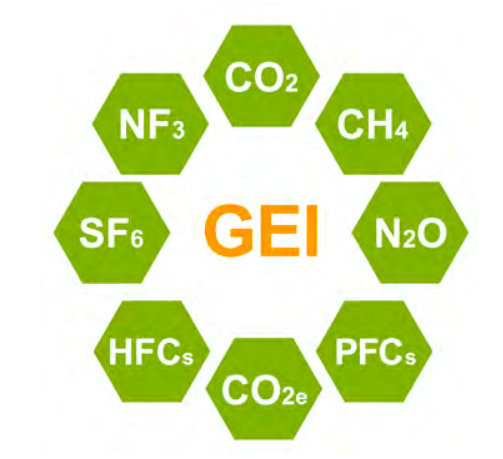 CO₂
NF₃
CH₄
SF₆
GEI
N₂O
HFCₛ
PFCₛ
CO₂ₑ